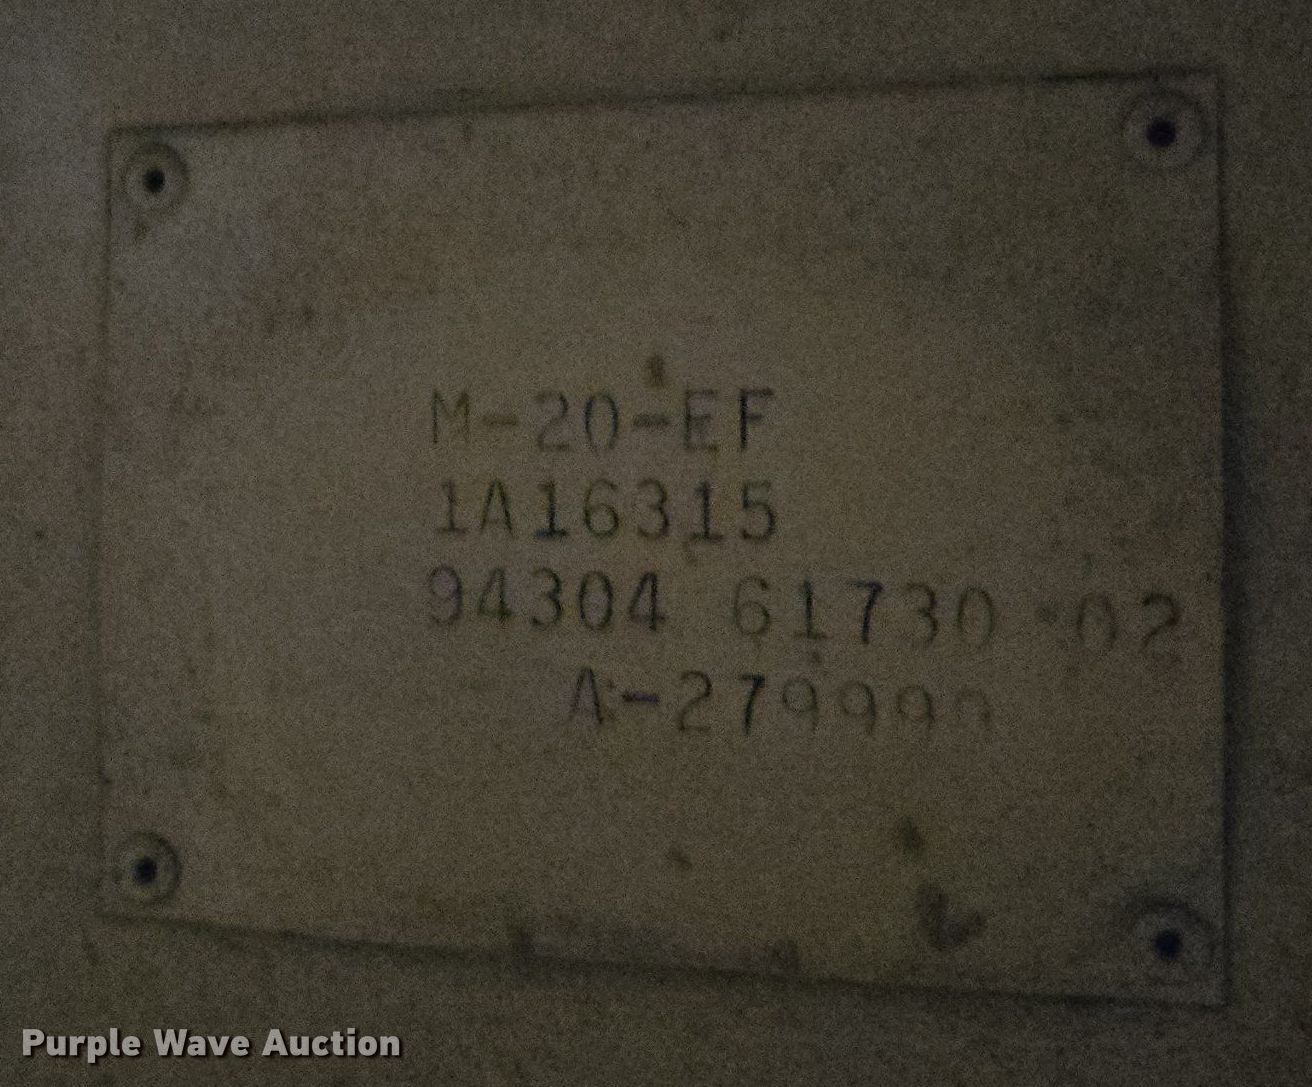 M-20-EF
1A16315
94304 61730 02
Purple Wave Auction